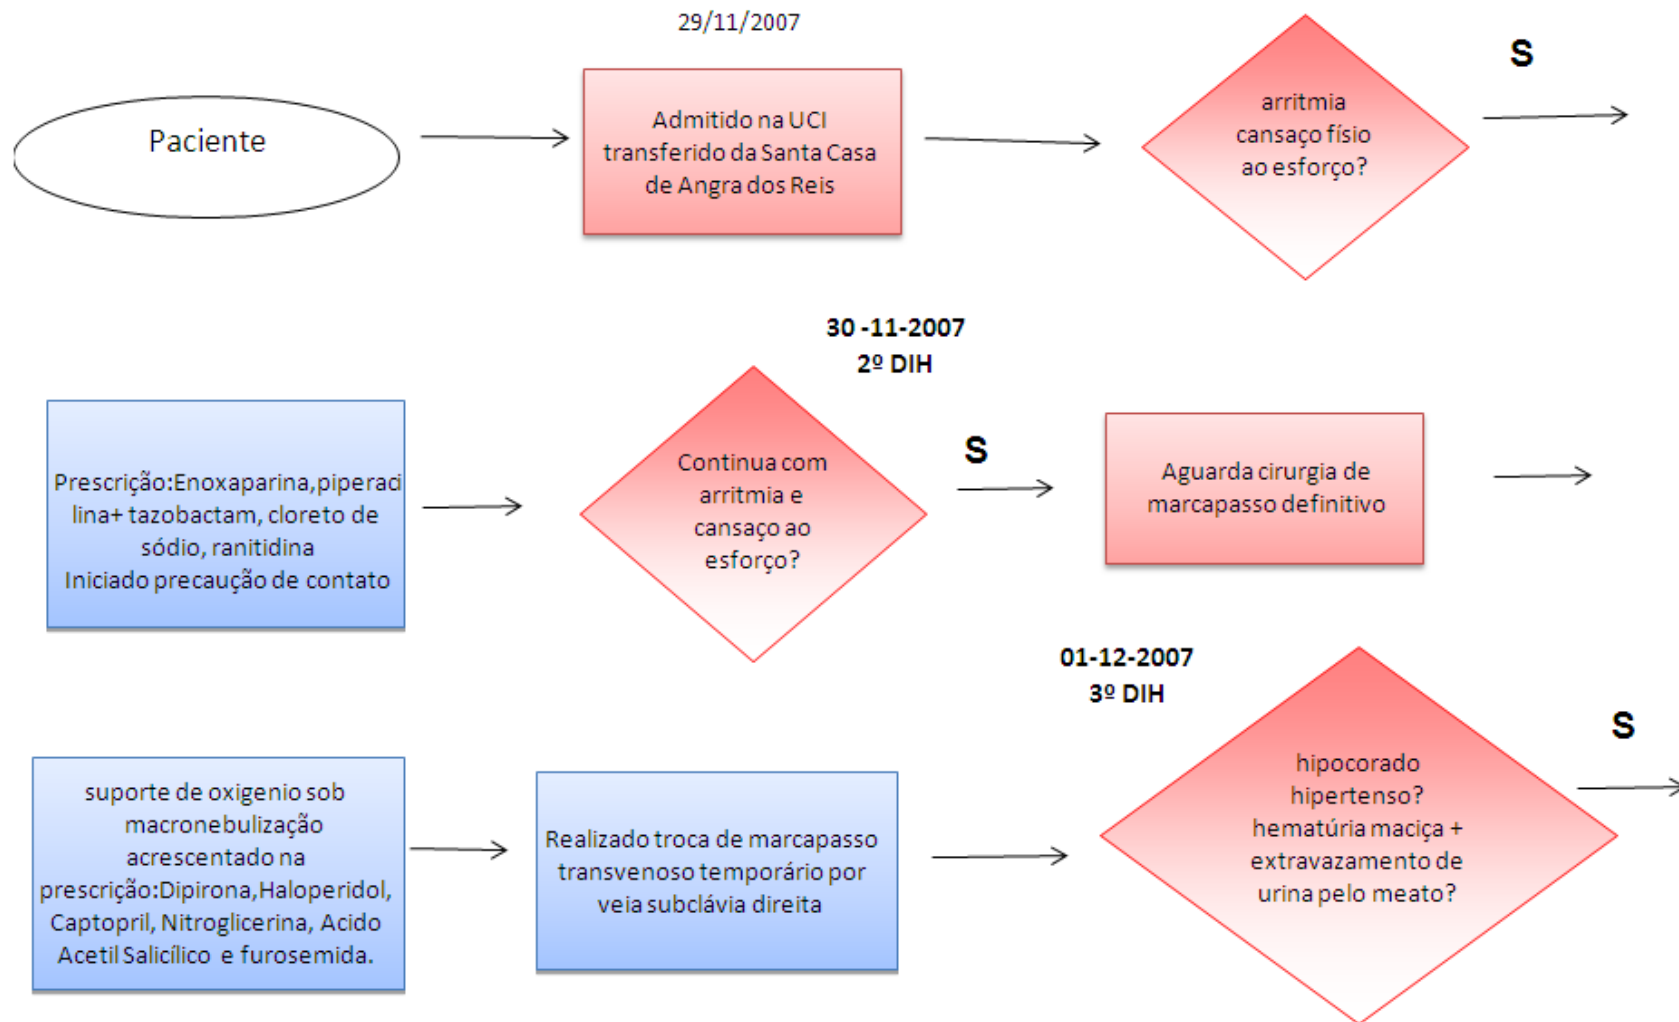 29/11/2007
Paciente
Admitido na UCI
transferido da Santa Casa
de Angra dos Reis
arritmia
cansaço físio
ao esforço?
S
30 -11-2007
2º DIH
Prescrição:Enoxaparina,piperaci
lina+ tazobactam, cloreto de
sódio, ranitidina
Iniciado precaução de contato
Continua com
arritmia e
cansaço ao
esforço?
S
Aguarda cirurgia de
marcapasso definitivo
01-12-2007
3º DIH
suporte de oxigenio sob
macronebulização
acrescentado na
prescrição:Dipirona,Haloperidol,
Captopril, Nitroglicerina, Acido
Acetil Salicílico e furosemida.
Realizado troca de marcapasso
transvenoso temporário por
veia subclávia direita
hipocorado
hipertenso?
hematúria maciça +
extravazamento de
urina pelo meato?
S